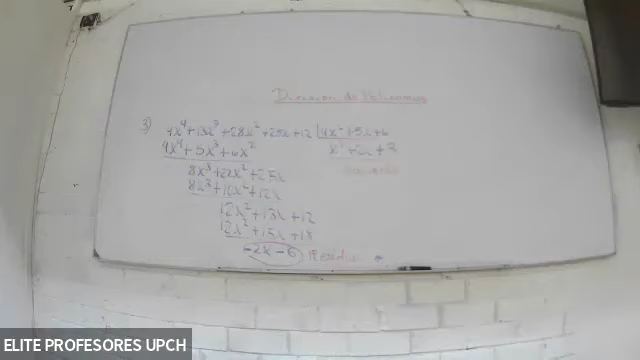 División de Polinomios
3) 4x⁴+13x³+28x²+25x+12 | 4x²+5x+6
4x⁴+5x³+6x² x²+2x+3
8x³+22x²+25x
8x³+10x²+12x
12x²+13x+12
12x²+15x+18
-2x-6 Residuo
ELITE PROFESORES UPCH